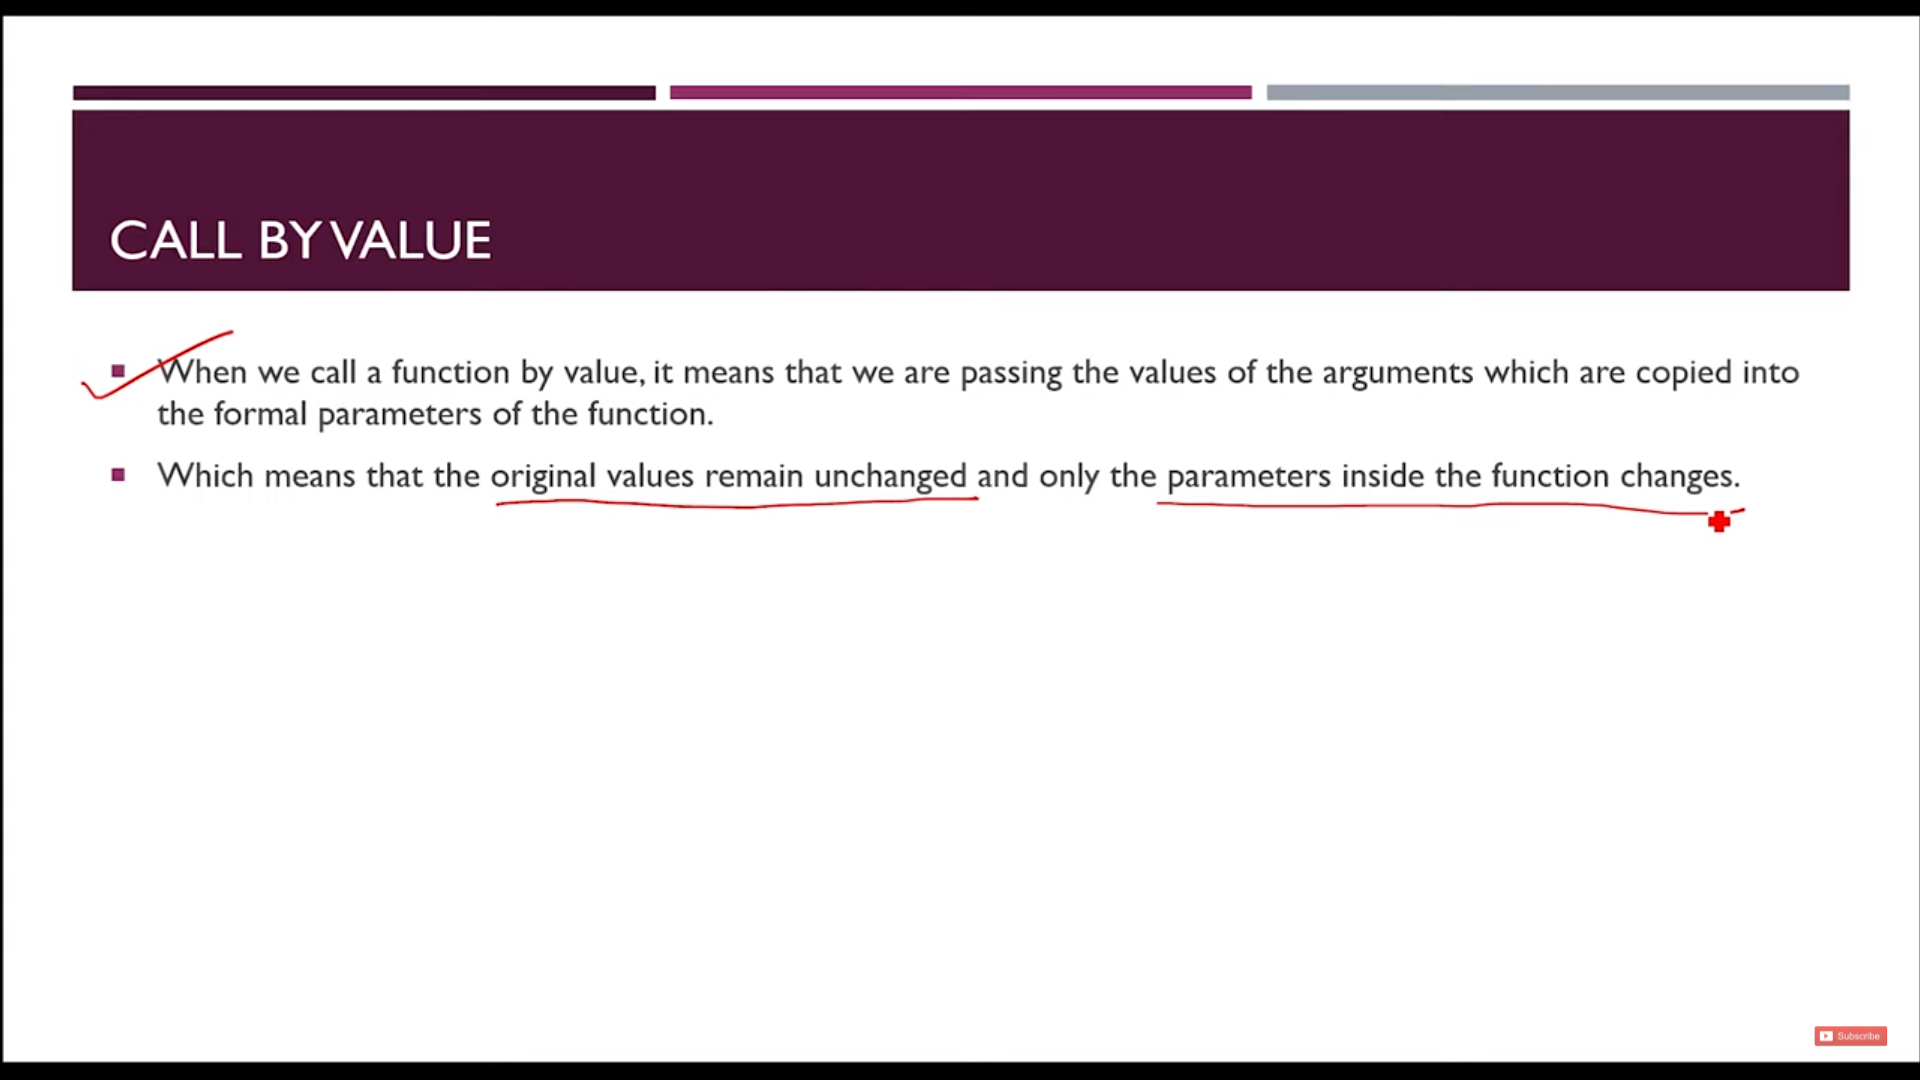 CALL BY VALUE
When we call a function by value, it means that we are passing the values of the arguments which are copied into
the formal parameters of the function.
Which means that the original values remain unchanged and only the parameters inside the function changes.
Subscribe